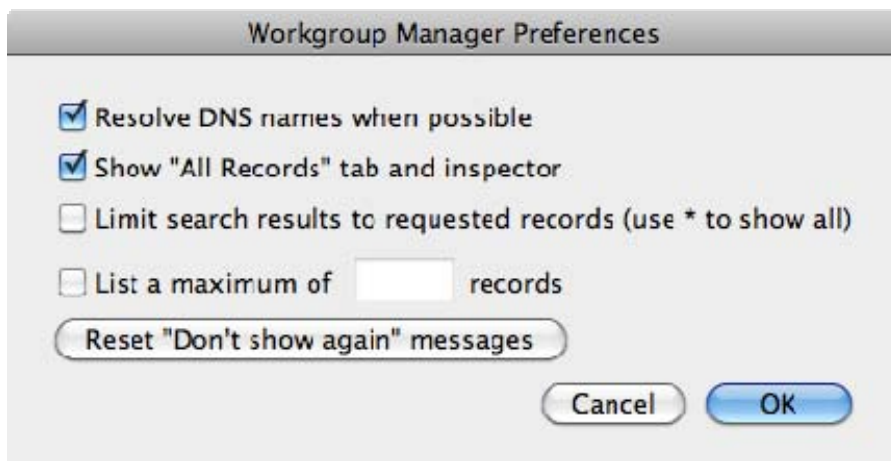 Workgroup Manager Preferences
Resolve DNS names when possible
Show "All Records" tab and inspector
Limit search results to requested records (use * to show all)
List a maximum of records
Reset "Don't show again" messages
Cancel OK